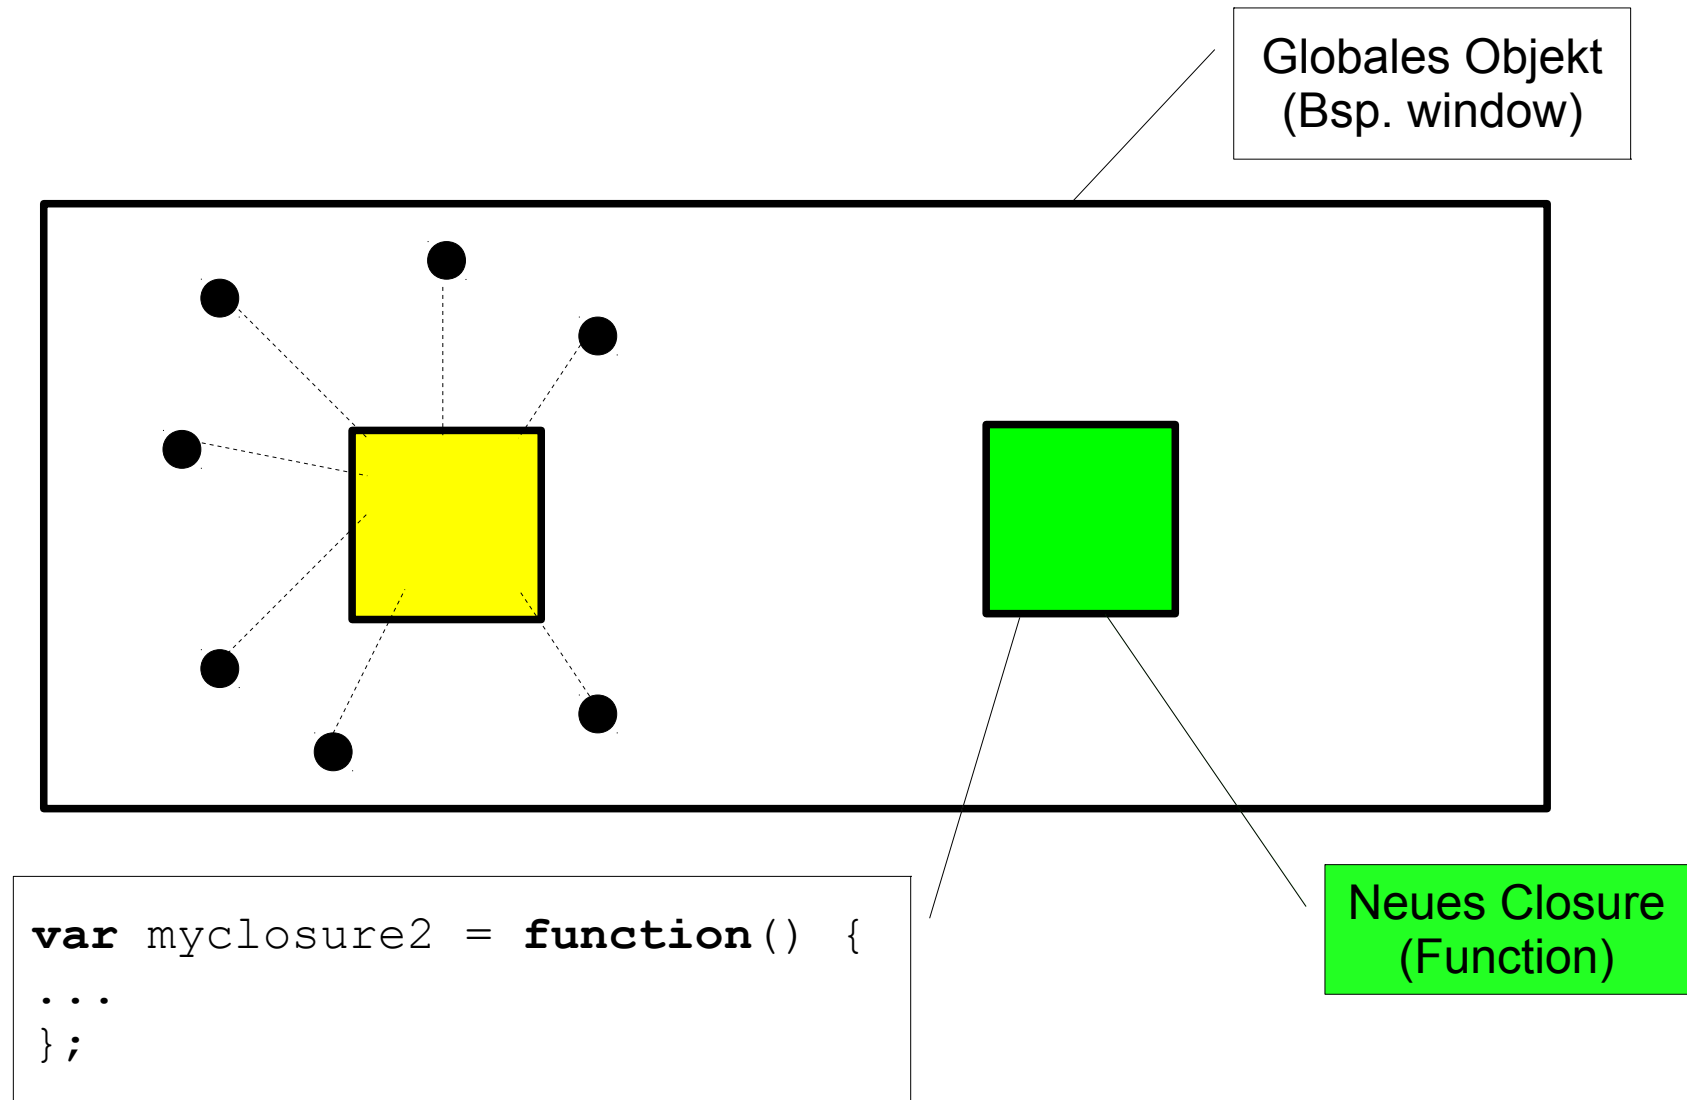 Globales Objekt
(Bsp. window)
var myclosure2 = function() {
...
};
Neues Closure
(Function)